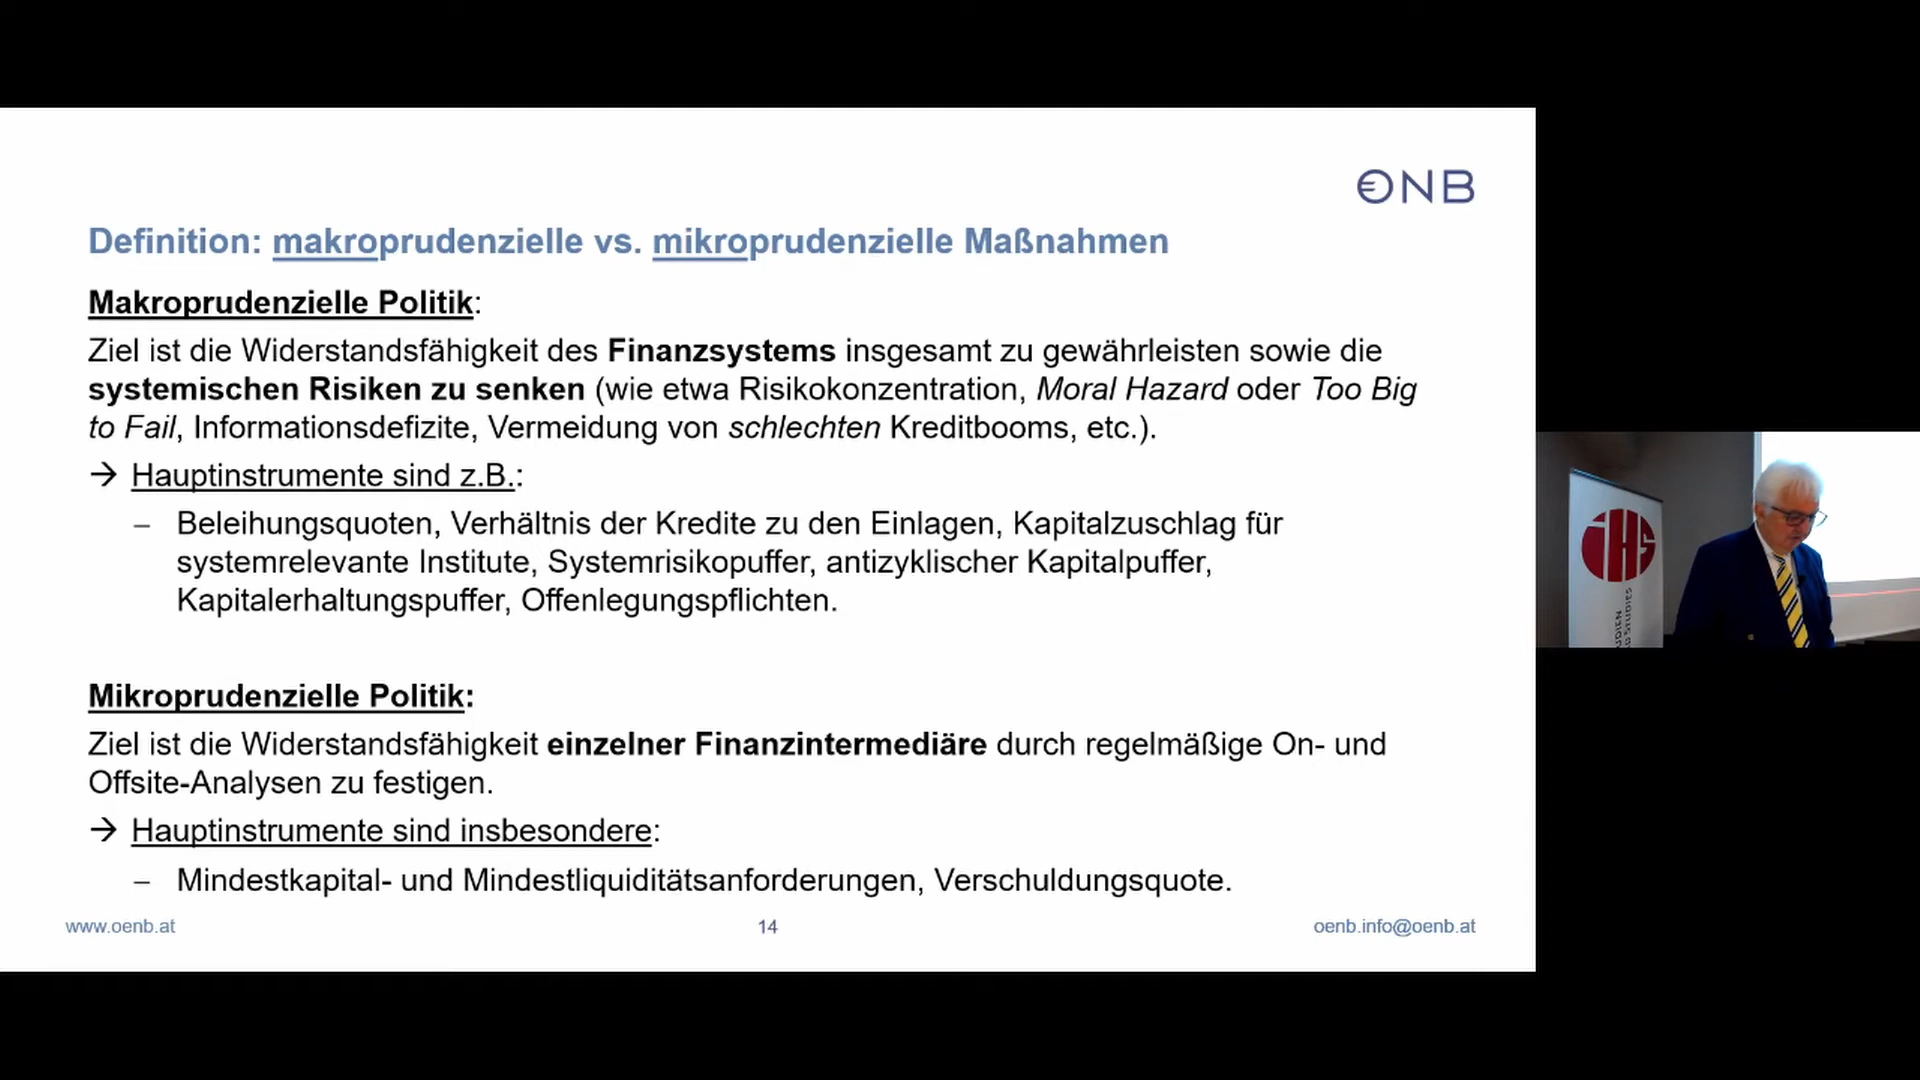 ONB
Definition: makroprudenzielle vs. mikroprudenzielle Maßnahmen
Makroprudenzielle Politik:
Ziel ist die Widerstandsfähigkeit des Finanzsystems insgesamt zu gewährleisten sowie die
systemischen Risiken zu senken (wie etwa Risikokonzentration, Moral Hazard oder Too Big
to Fail, Informationsdefizite, Vermeidung von schlechten Kreditbooms, etc.).
→ Hauptinstrumente sind z.B.:
– Beleihungsquoten, Verhältnis der Kredite zu den Einlagen, Kapitalzuschlag für
systemrelevante Institute, Systemrisikopuffer, antizyklischer Kapitalpuffer,
Kapitalerhaltungspuffer, Offenlegungspflichten.
Mikroprudenzielle Politik:
Ziel ist die Widerstandsfähigkeit einzelner Finanzintermediäre durch regelmäßige On- und
Offsite-Analysen zu festigen.
→ Hauptinstrumente sind insbesondere:
– Mindestkapital- und Mindestliquiditätsanforderungen, Verschuldungsquote.
www.oenb.at
14
oenb.info@oenb.at
iHS